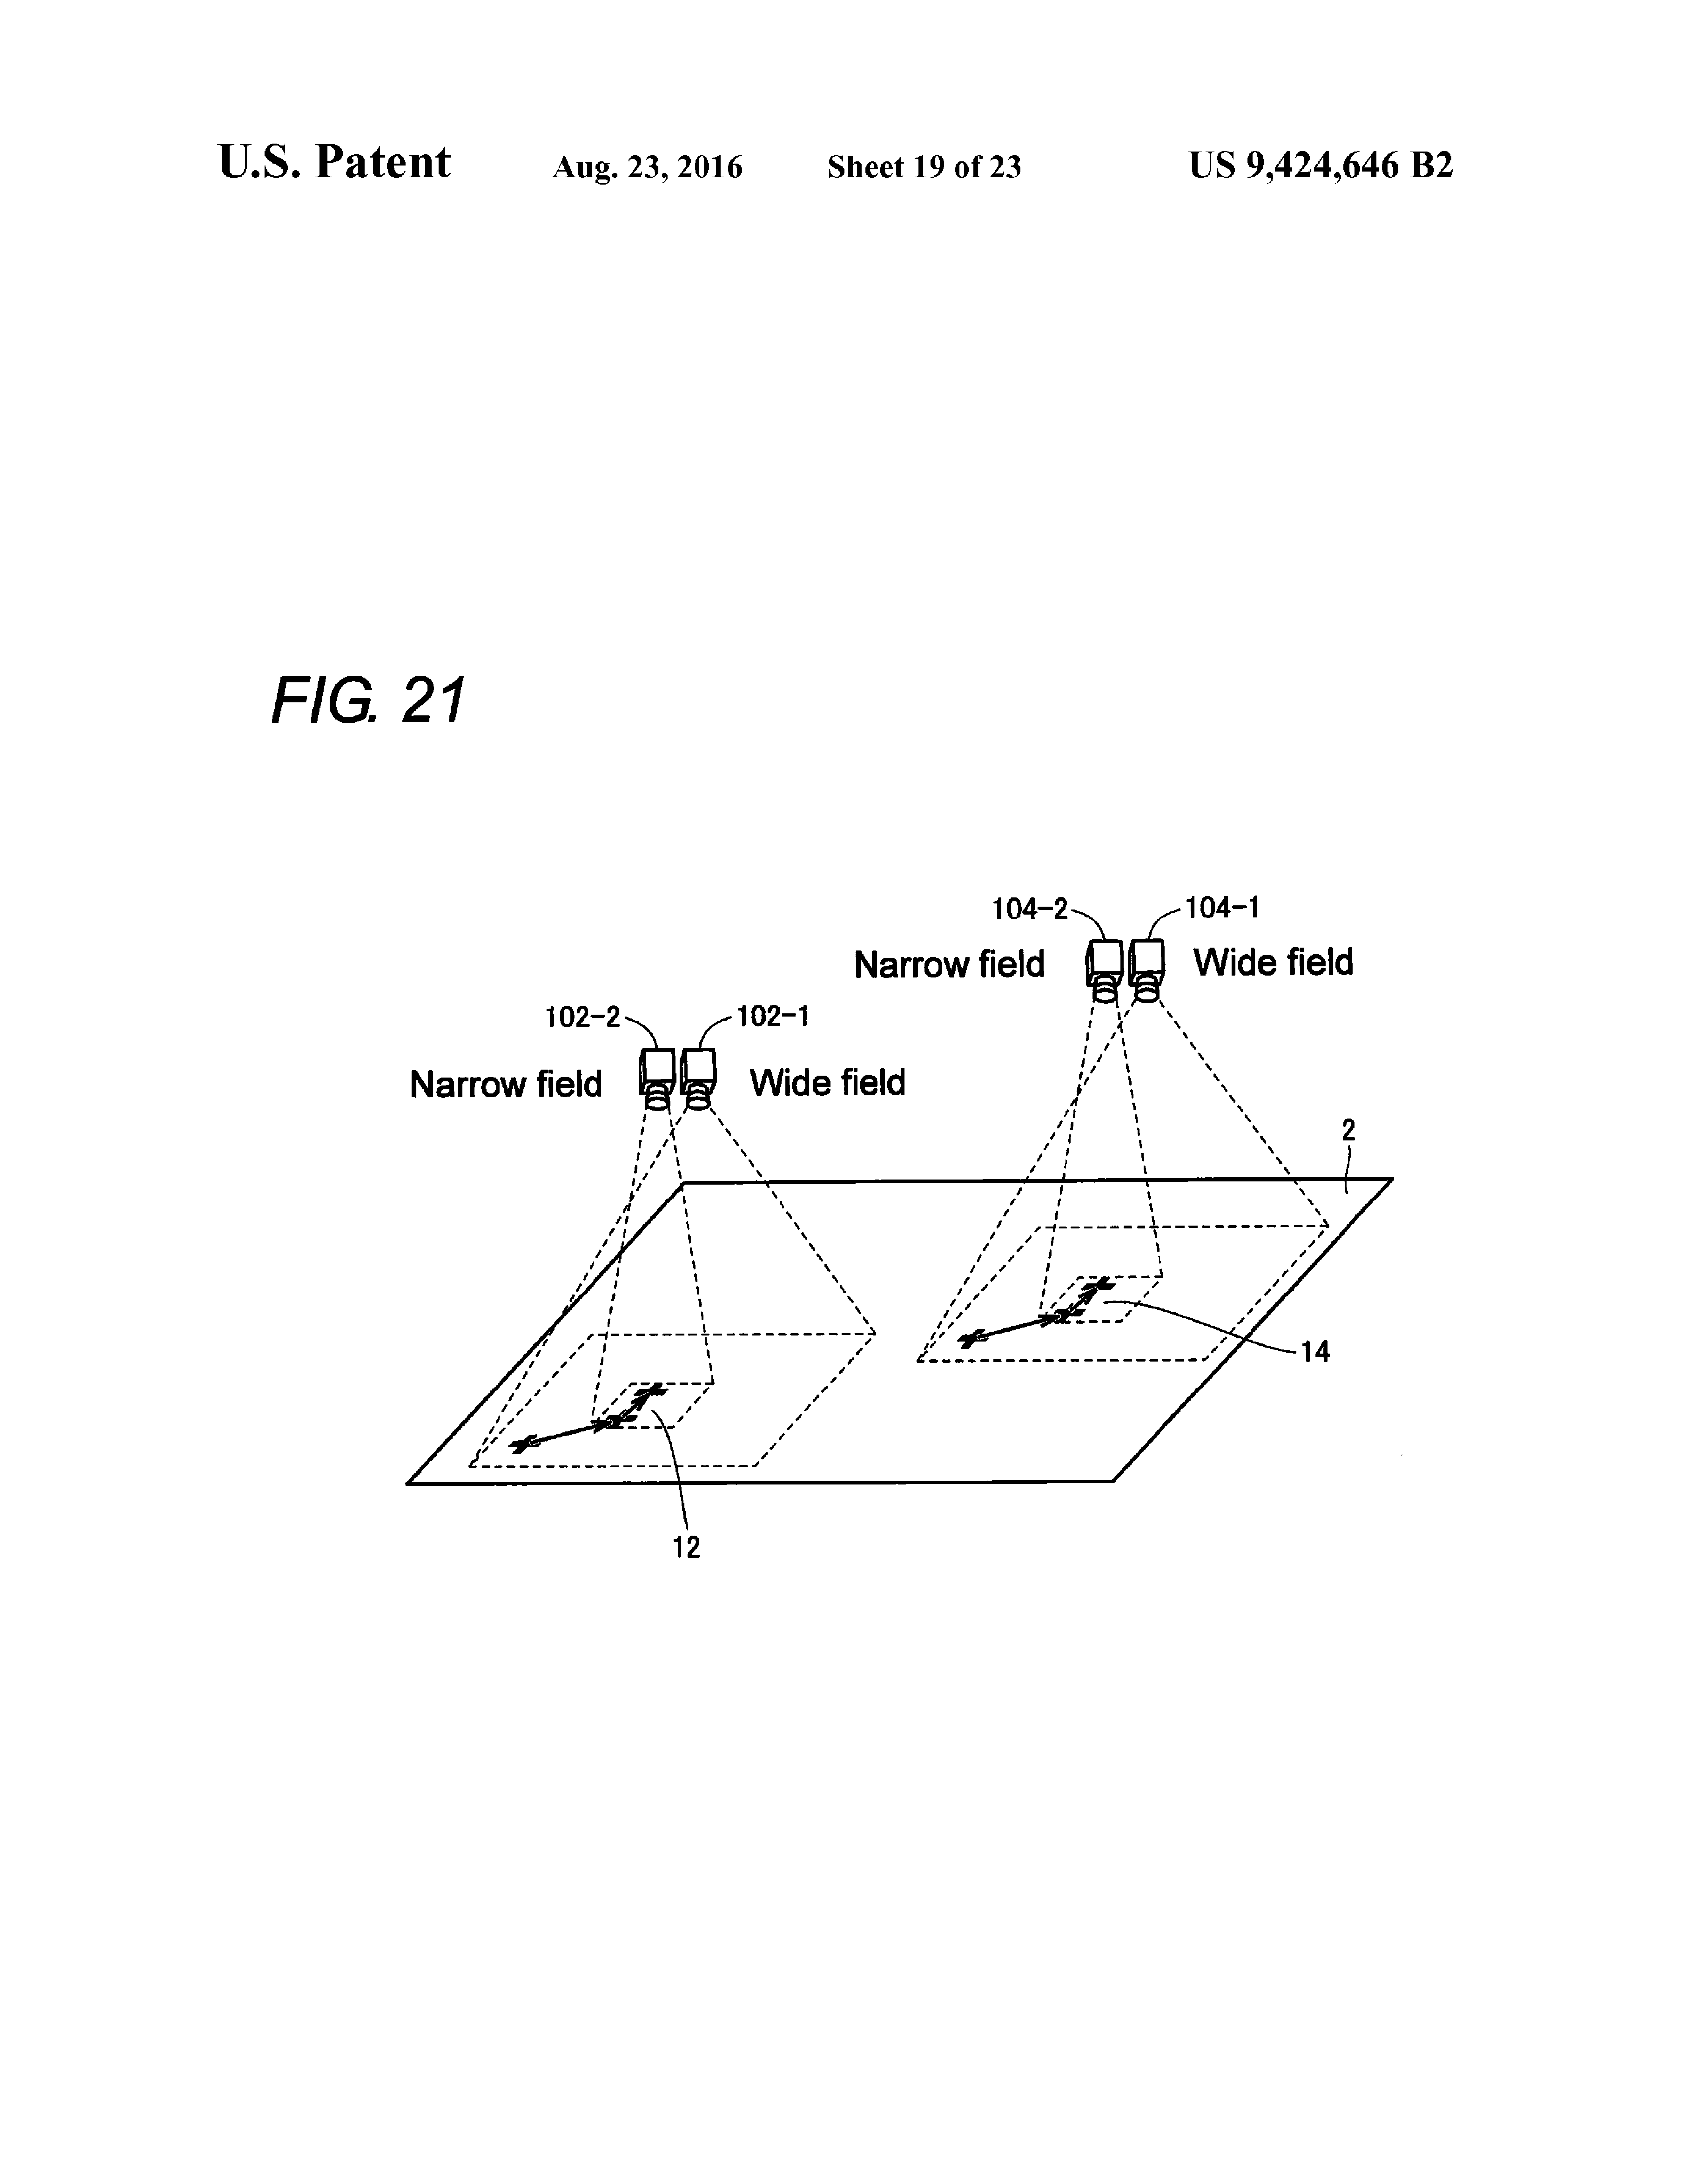 U.S. Patent Aug. 23, 2016 Sheet 19 of 23 US 9,424,646 B2
FIG. 21
104-2 104-1
Narrow field Wide field
102-2 102-1
Narrow field Wide field
2
14
12